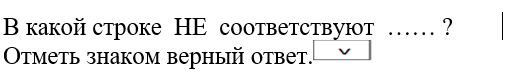 В какой строке НЕ соответствуют ...... ?
Отметь знаком верный ответ.